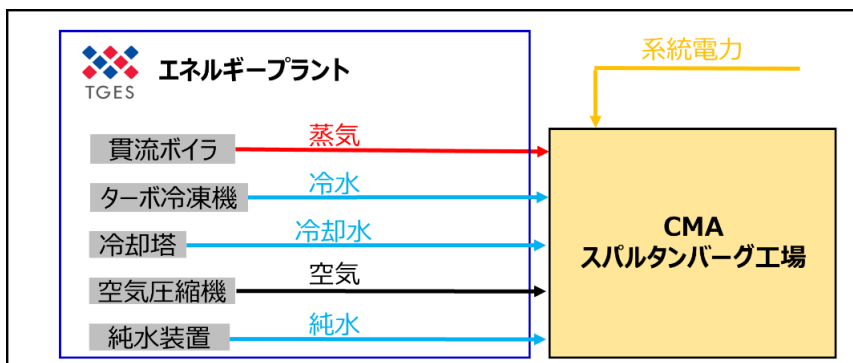 TGES
エネルギープラント
系統電力
貫流ボイラ
蒸気
ターボ冷凍機
冷水
冷却塔
冷却水
空気圧縮機
空気
純水装置
純水
CMA
スパルタンバーグ工場